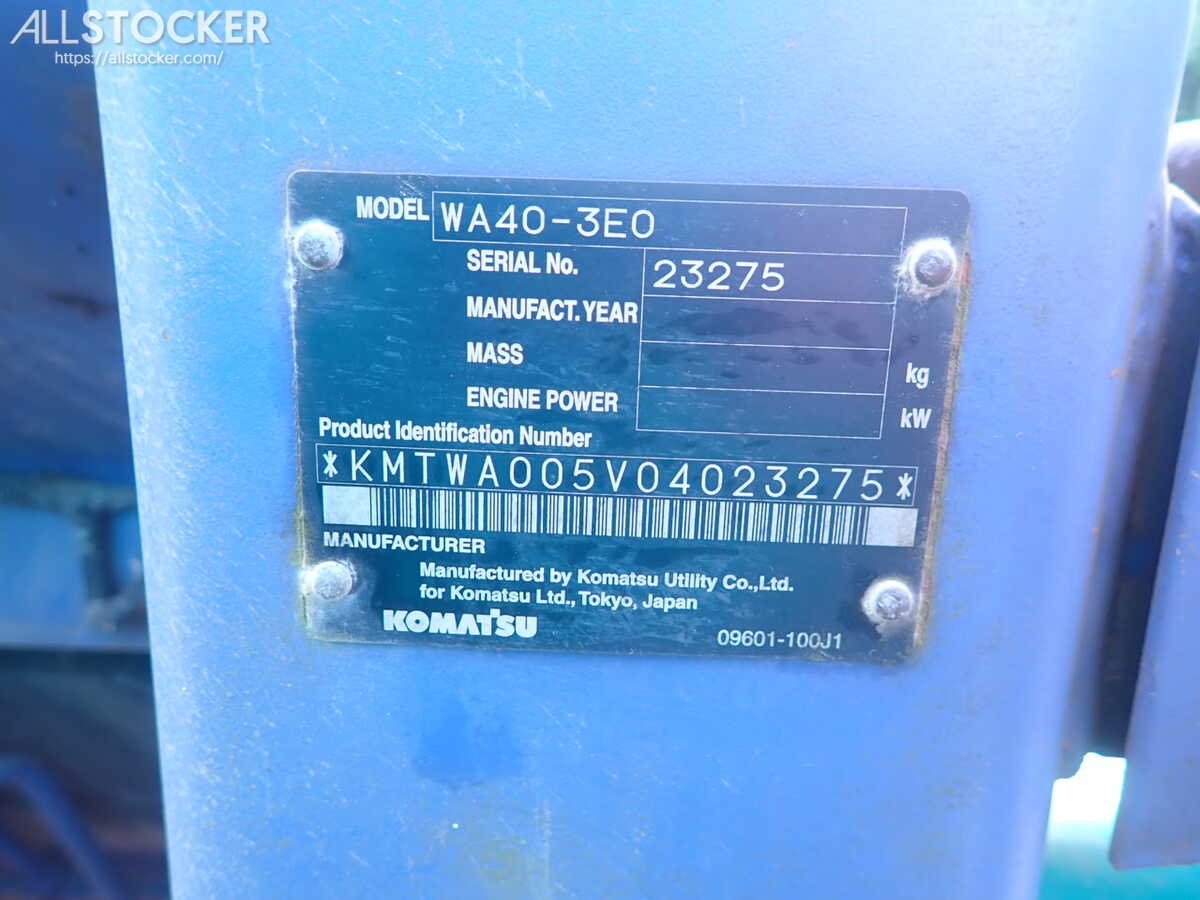 ALLSTOCKER
https://allstocker.com/
MODEL WA40-3E0
SERIAL No. 23275
MANUFACT. YEAR
MASS kg
ENGINE POWER kW
Product Identification Number
*KMTWA005V04023275*
MANUFACTURER
Manufactured by Komatsu Utility Co.,Ltd.
for Komatsu Ltd., Tokyo, Japan
KOMATSU 09601-100J1